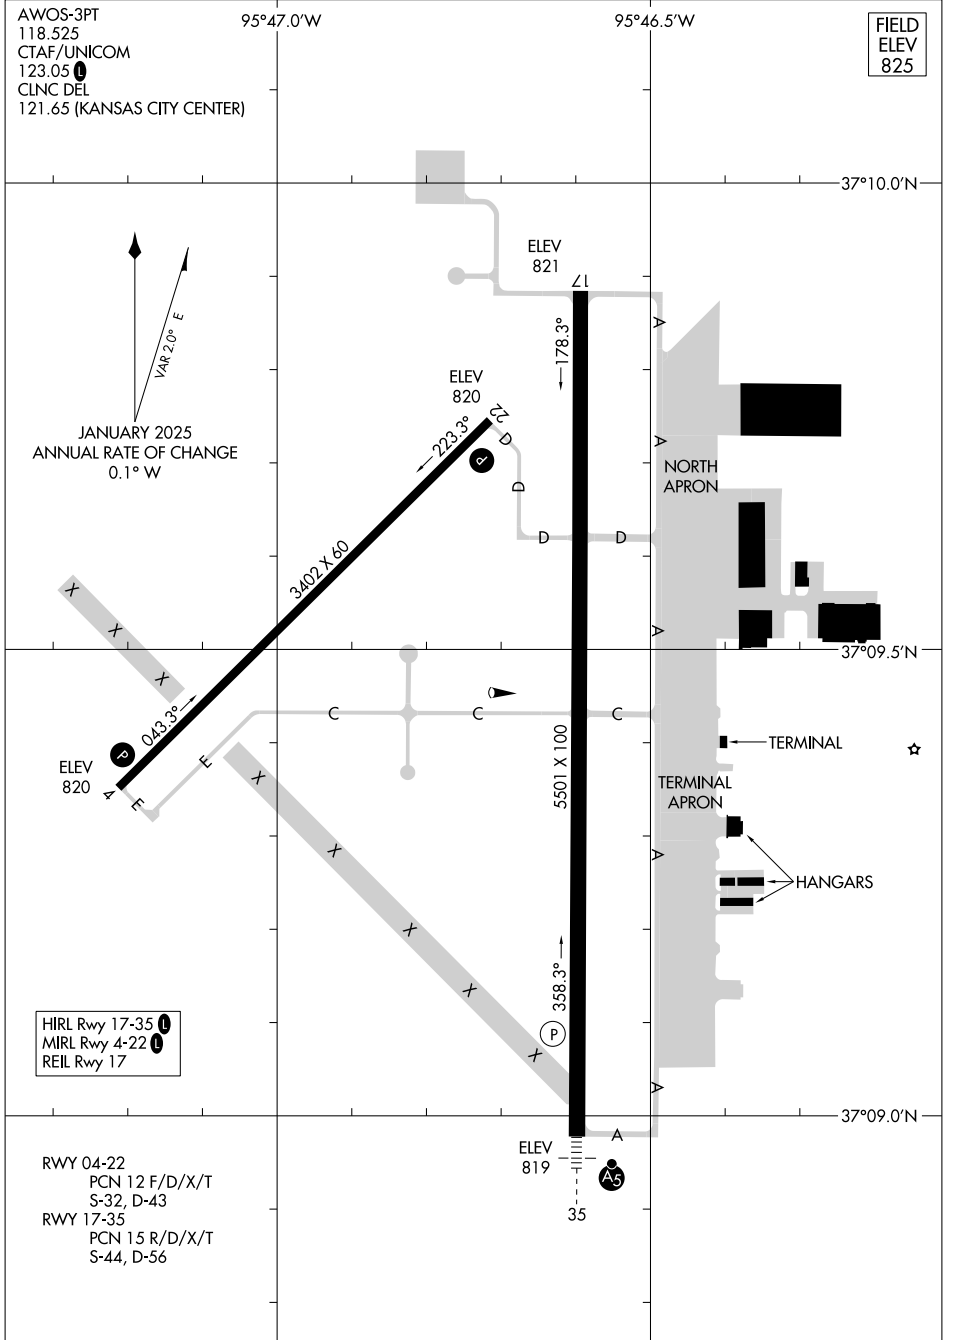 AWOS-3PT
118.525
CTAF/UNICOM
123.05 L
CLNC DEL
121.65 (KANSAS CITY CENTER)
95°47.0'W
95°46.5'W
FIELD
ELEV
825
37°10.0'N
VAR 2.0° E
JANUARY 2025
ANNUAL RATE OF CHANGE
0.1° W
ELEV
821
17
178.3°
A
ELEV
820
22
223.3°
P
D
D
D
D
A
NORTH
APRON
3402 X 60
X
X
X
A
37°09.5'N
043.3°
P
ELEV
820
4
E
E
C
C
C
5501 X 100
TERMINAL
TERMINAL
APRON
A
HANGARS
X
X
X
X
X
358.3°
P
A
37°09.0'N
A
HIRL Rwy 17-35 L
MIRL Rwy 4-22 L
REIL Rwy 17
ELEV
819
A5
35
RWY 04-22
PCN 12 F/D/X/T
S-32, D-43
RWY 17-35
PCN 15 R/D/X/T
S-44, D-56